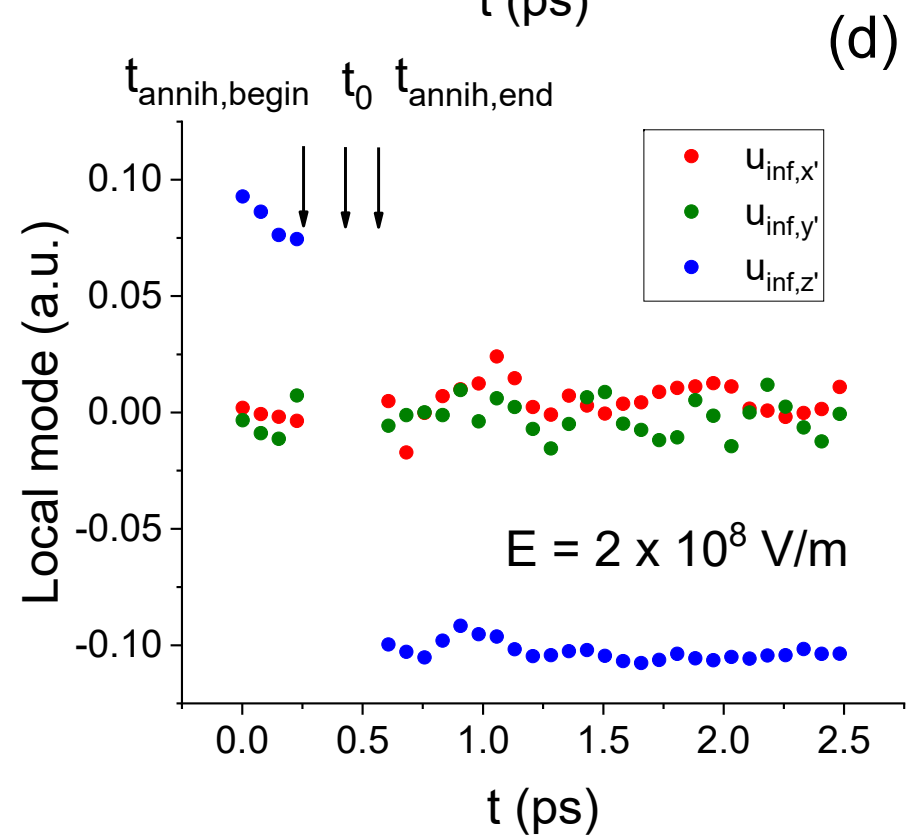 t (ps)
(d)
t_annih,begin t_0 t_annih,end
0.10
0.05
0.00
-0.05
-0.10
Local mode (a.u.)
u_inf,x'
u_inf,y'
u_inf,z'
E = 2 x 10^8 V/m
0.0 0.5 1.0 1.5 2.0 2.5
t (ps)